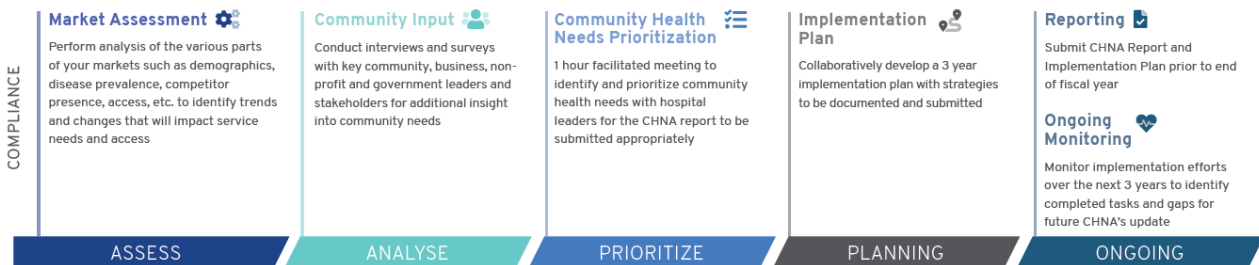 COMPLIANCE
Market Assessment
Perform analysis of the various parts
of your markets such as demographics,
disease prevalence, competitor
presence, access, etc. to identify trends
and changes that will impact service
needs and access
ASSESS
Community Input
Conduct interviews and surveys
with key community, business, non-
profit and government leaders and
stakeholders for additional insight
into community needs
ANALYSE
Community Health
Needs Prioritization
1 hour facilitated meeting to
identify and prioritize community
health needs with hospital
leaders for the CHNA report to be
submitted appropriately
PRIORITIZE
Implementation
Plan
Collaboratively develop a 3 year
implementation plan with strategies
to be documented and submitted
PLANNING
Reporting
Submit CHNA Report and
Implementation Plan prior to end
of fiscal year
Ongoing
Monitoring
Monitor implementation efforts
over the next 3 years to identify
completed tasks and gaps for
future CHNA's update
ONGOING